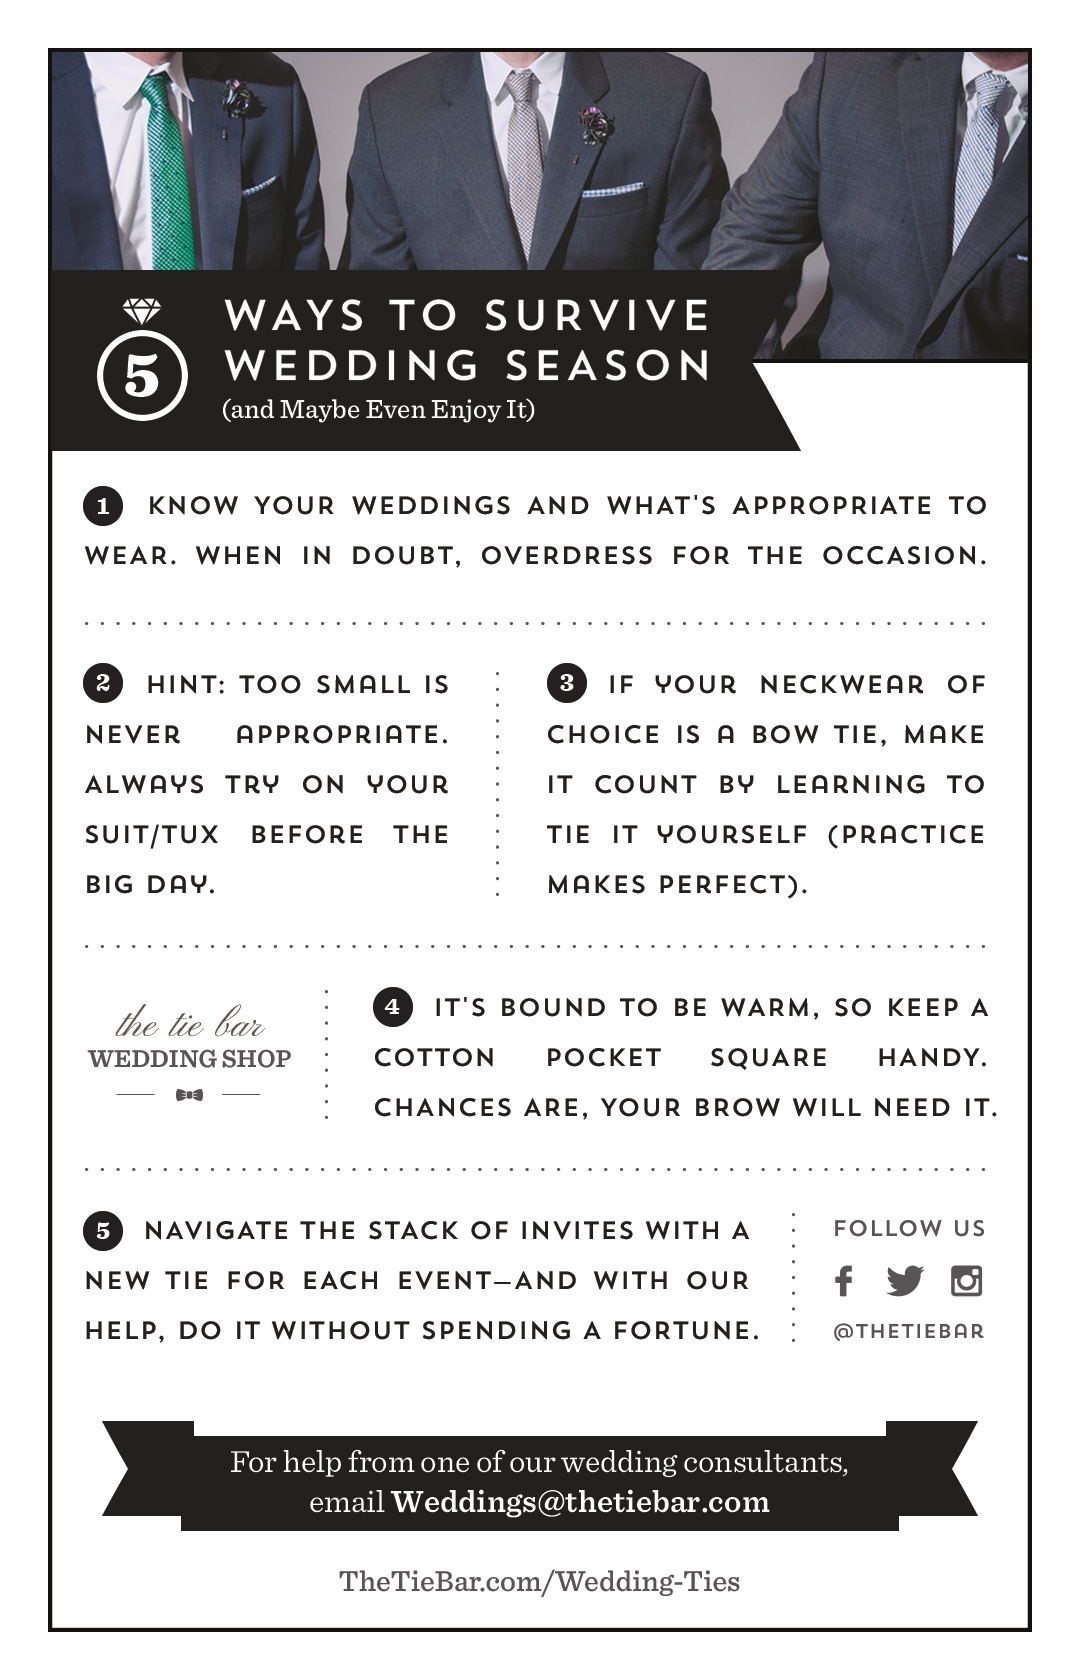 5
WAYS TO SURVIVE
WEDDING SEASON
(and Maybe Even Enjoy It)
1 KNOW YOUR WEDDINGS AND WHAT'S APPROPRIATE TO
WEAR. WHEN IN DOUBT, OVERDRESS FOR THE OCCASION.
2 HINT: TOO SMALL IS
NEVER APPROPRIATE.
ALWAYS TRY ON YOUR
SUIT/TUX BEFORE THE
BIG DAY.
3 IF YOUR NECKWEAR OF
CHOICE IS A BOW TIE, MAKE
IT COUNT BY LEARNING TO
TIE IT YOURSELF (PRACTICE
MAKES PERFECT).
the tie bar
WEDDING SHOP
4 IT'S BOUND TO BE WARM, SO KEEP A
COTTON POCKET SQUARE HANDY.
CHANCES ARE, YOUR BROW WILL NEED IT.
5 NAVIGATE THE STACK OF INVITES WITH A
NEW TIE FOR EACH EVENT—AND WITH OUR
HELP, DO IT WITHOUT SPENDING A FORTUNE.
FOLLOW US
@THETIEBAR
For help from one of our wedding consultants,
email Weddings@thetiebar.com
TheTieBar.com/Wedding-Ties